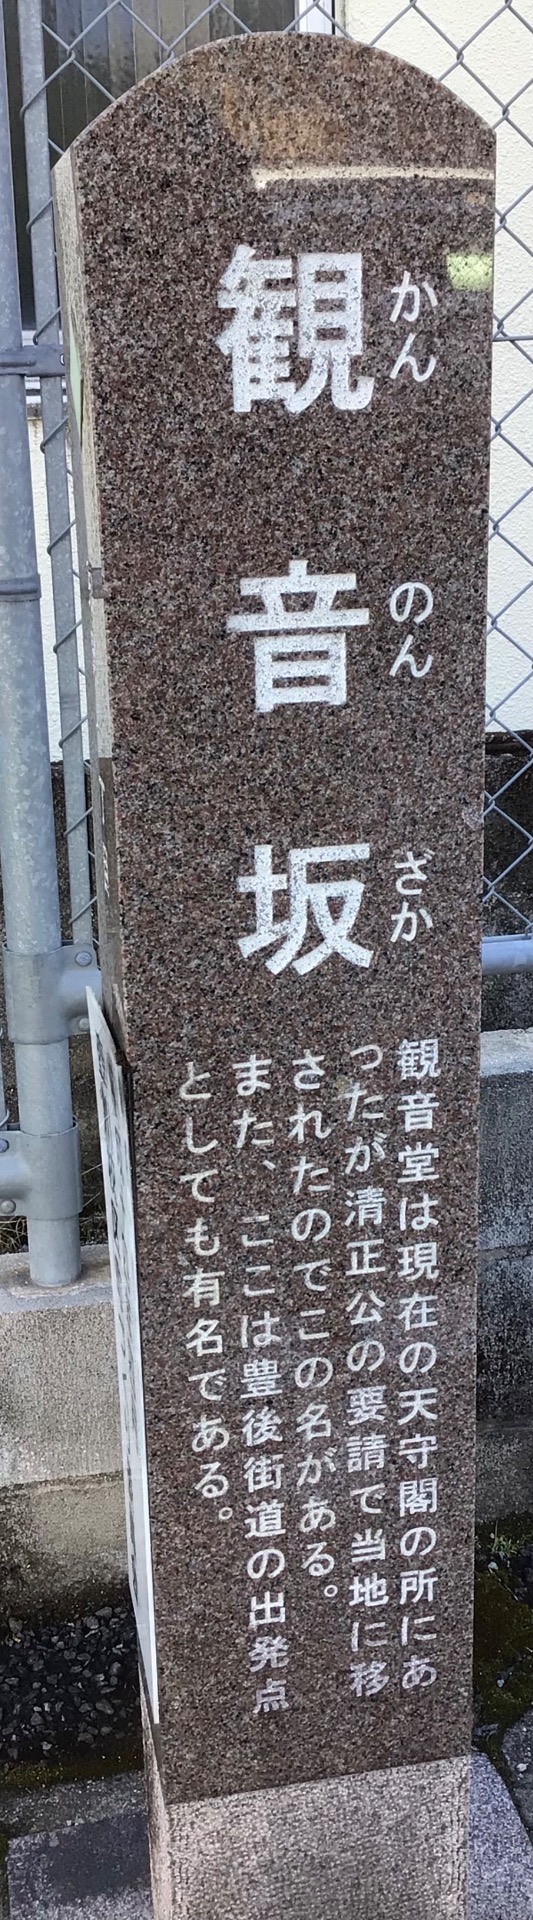 観音坂
かんのんざか
観音堂は現在の天守閣の所にあ
ったが清正公の要請で当地に移
されたのでこの名がある。
また、ここは豊後街道の出発点
としても有名である。